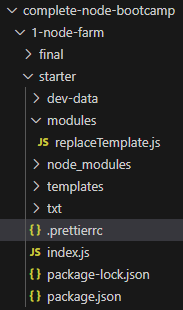 complete-node-bootcamp
1-node-farm
final
starter
dev-data
modules
JS replaceTemplate.js
node_modules
templates
txt
{} .prettierrc
JS index.js
{} package-lock.json
{} package.json